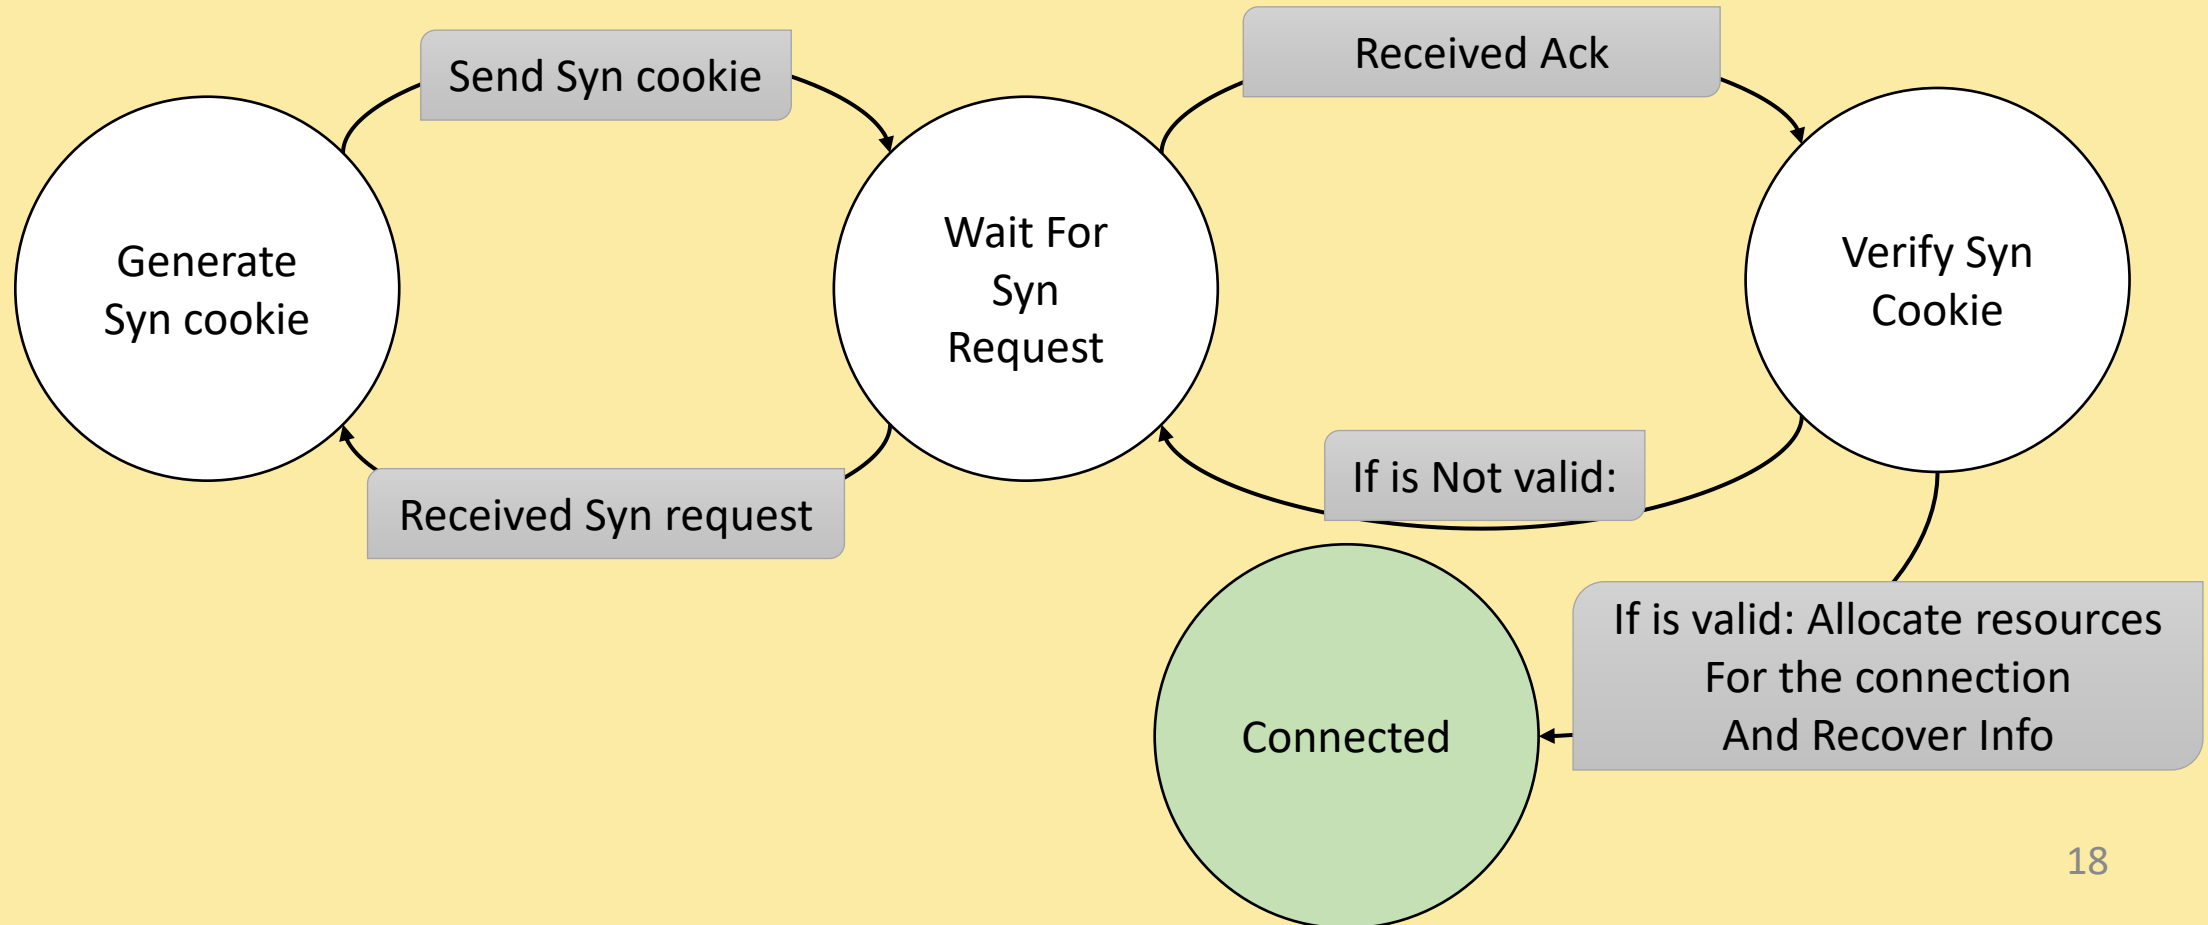 Send Syn cookie
Received Ack
Generate
Syn cookie
Wait For
Syn
Request
Verify Syn
Cookie
Received Syn request
If is Not valid:
If is valid: Allocate resources
For the connection
And Recover Info
Connected
18